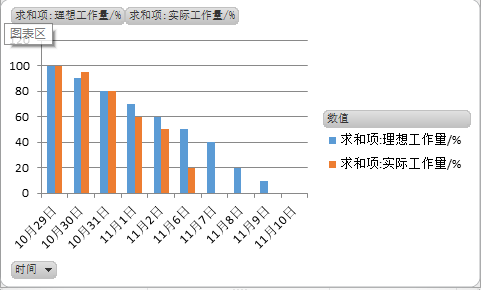 求和项:理想工作量/% 求和项:实际工作量/%
图表区
100
80
60
40
20
0
10月29日 10月30日 10月31日 11月1日 11月2日 11月6日 11月7日 11月8日 11月9日 11月10日
数值
求和项:理想工作量/%
求和项:实际工作量/%
时间